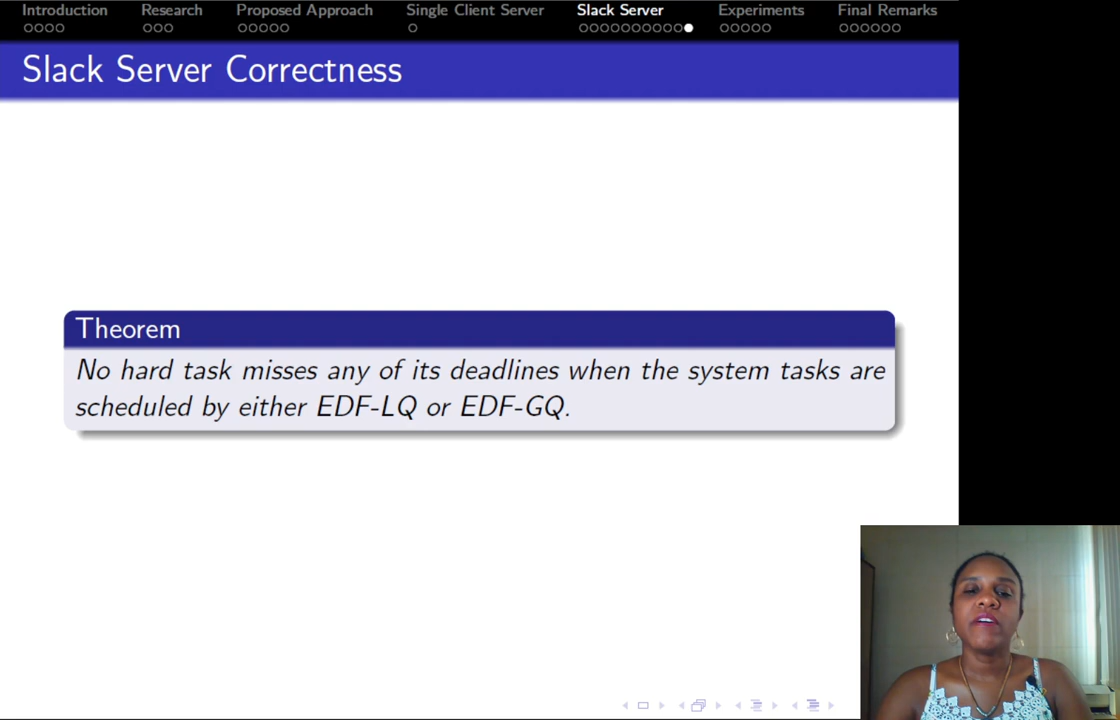 Introduction Research Proposed Approach Single Client Server Slack Server Experiments Final Remarks
Slack Server Correctness
Theorem
No hard task misses any of its deadlines when the system tasks are
scheduled by either EDF-LQ or EDF-GQ.